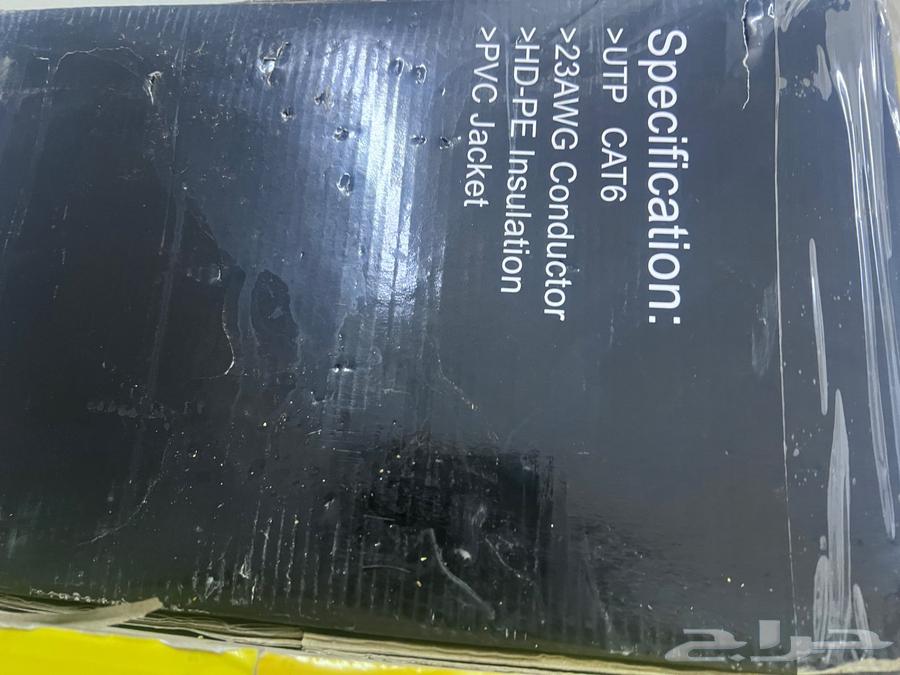 Specification:
>UTP CAT6
>23AWG Conductor
>HD-PE Insulation
>PVC Jacket
حراج